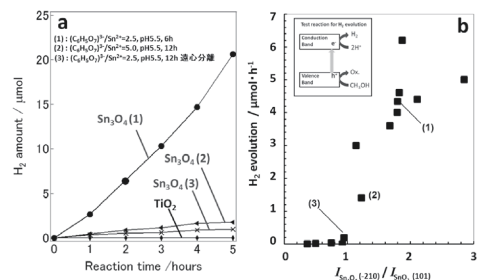 a
(1) : (C₆H₅O₇)³⁻/Sn²⁺=2.5, pH5.5, 6h
(2) : (C₆H₅O₇)³⁻/Sn²⁺=5.0, pH5.5, 12h
(3) : (C₆H₅O₇)³⁻/Sn²⁺=2.5, pH5.5, 12h 遠心分離
H₂ amount / μmol
25
20
15
10
5
0
Sn₃O₄(1)
Sn₃O₄(2)
Sn₃O₄(3)
TiO₂
0 1 2 3 4 5
Reaction time /hours
b
H₂ evolution / μmol·h⁻¹
7
6
5
4
3
2
1
0
Test reaction for H₂ evolution
Conduction Band
e⁻
H₂
2H⁺
Valence Band
h⁺
Ox.
CH₃OH
(1)
(2)
(3)
0 1 2 3
I Sn₃O₄(-210) / I SnO₂(101)